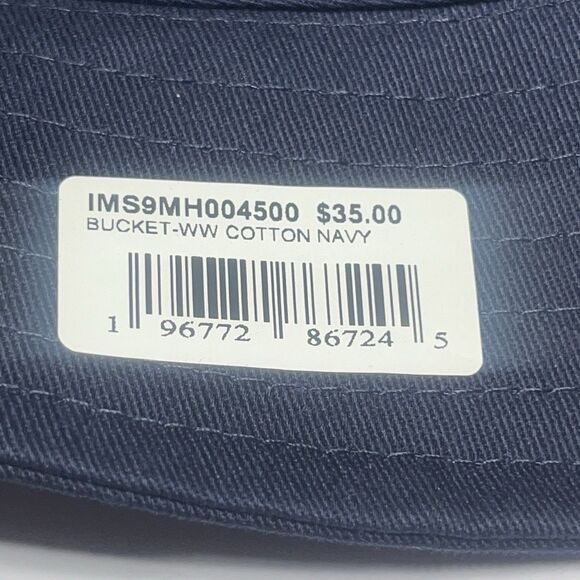 IMS9MH004500 $35.00
BUCKET-WW COTTON NAVY
1 96772 86724 5